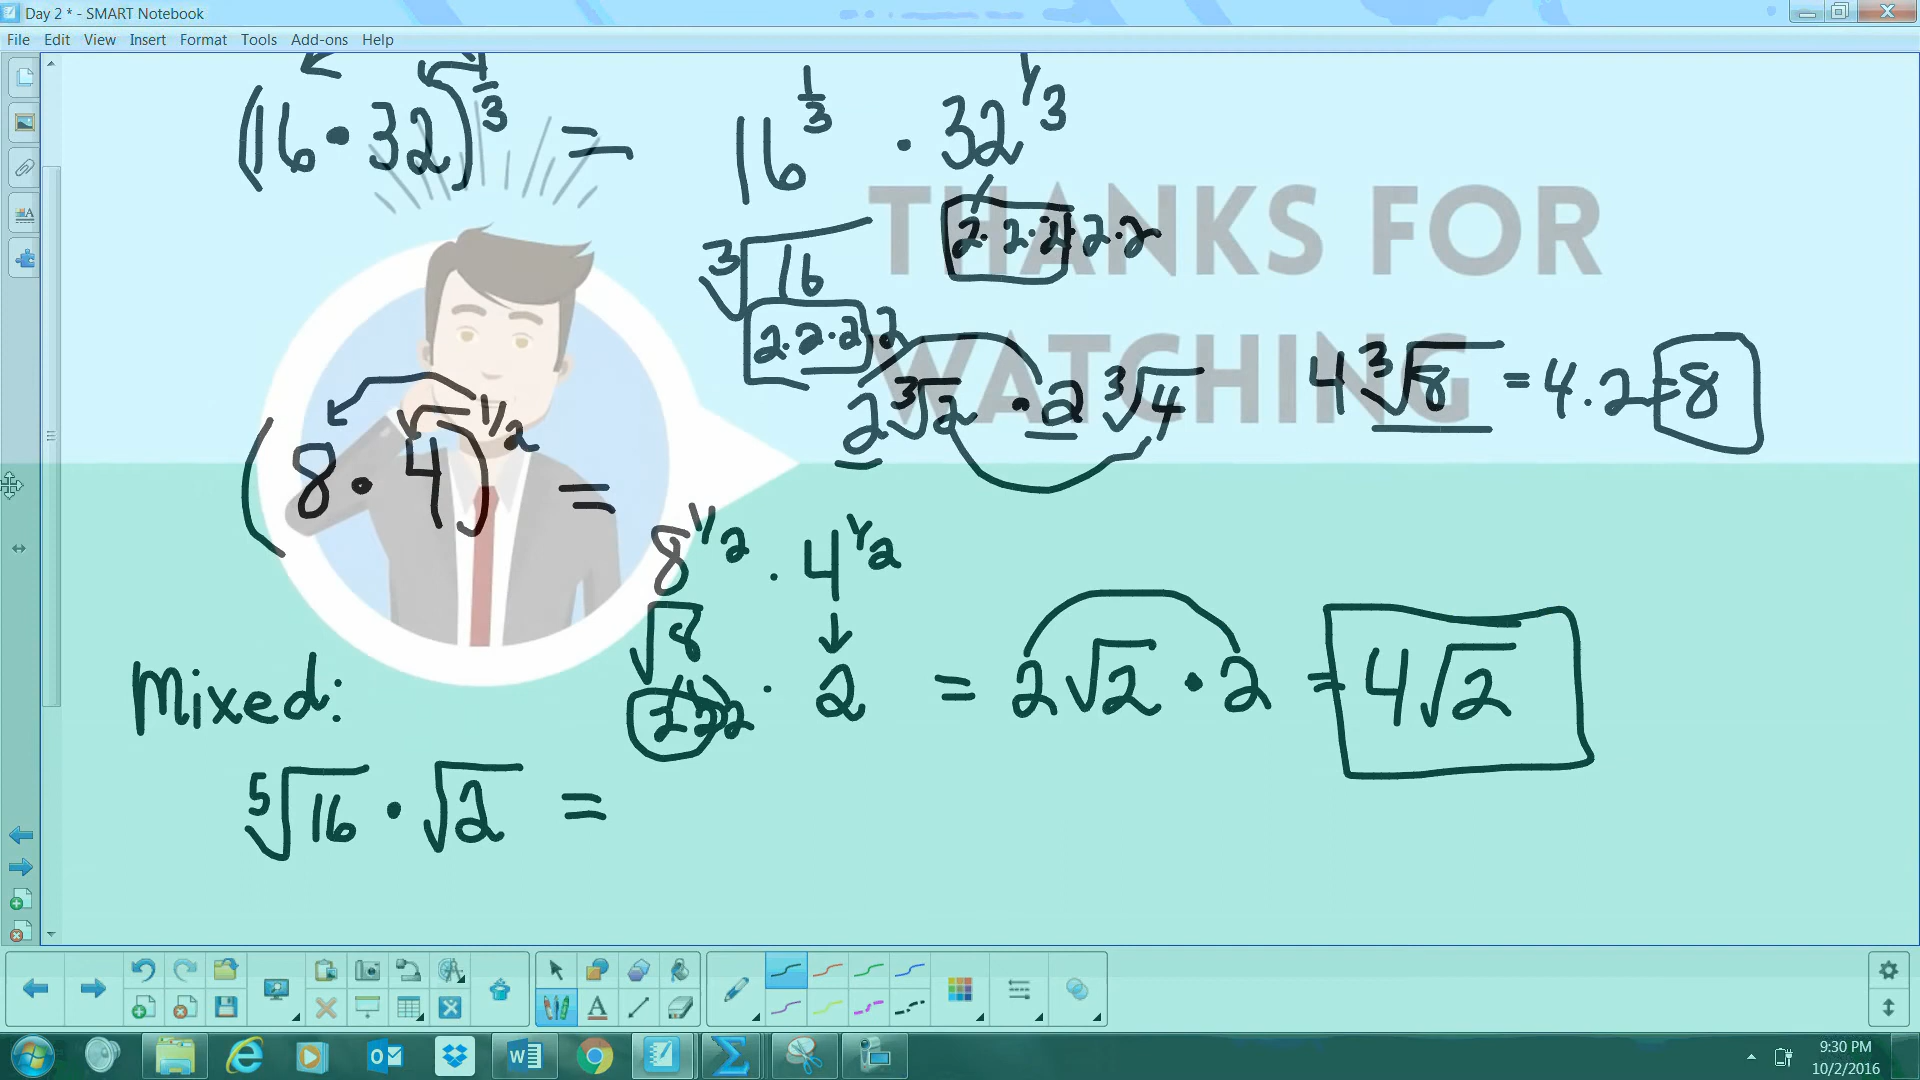 Day 2 * - SMART Notebook
File Edit View Insert Format Tools Add-ons Help
(16 • 32)^1/3 = 16^1/3 · 32^1/3
THANKS FOR
WATCHING
2·2·2·2·2
∛16
2·2·2·2
2∛2 • 2∛4
4∛8 = 4·2 = 8
(8 • 4)^1/2 = 8^1/2 · 4^1/2
√8
Mixed:
2·2·2 · 2 = 2√2 • 2 = 4√2
⁵√16 • √2 =
A
W
9:30 PM
10/2/2016